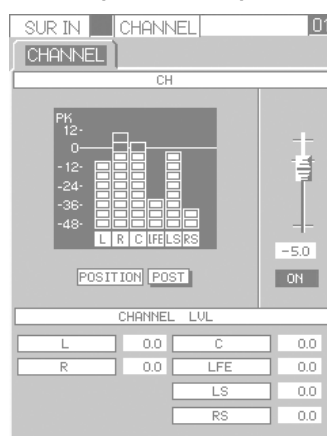 SUR IN CHANNEL 01
CHANNEL
CH
PK
12-
0-
-12-
-24-
-36-
-48-
L R C LFE LS RS
-5.0
POSITION POST ON
CHANNEL LVL
L 0.0 C 0.0
R 0.0 LFE 0.0
LS 0.0
RS 0.0